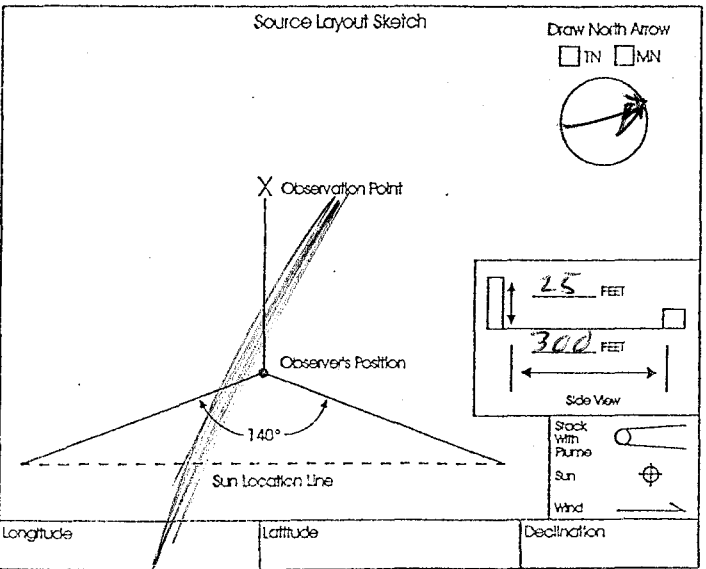 Source Layout Sketch
Draw North Arrow
TN MN
X Observation Point
25 FEET
300 FEET
Side View
Observer's Position
140°
Sun Location Line
Stack
With
Plume
Sun
Wind
Longitude Latitude Declination